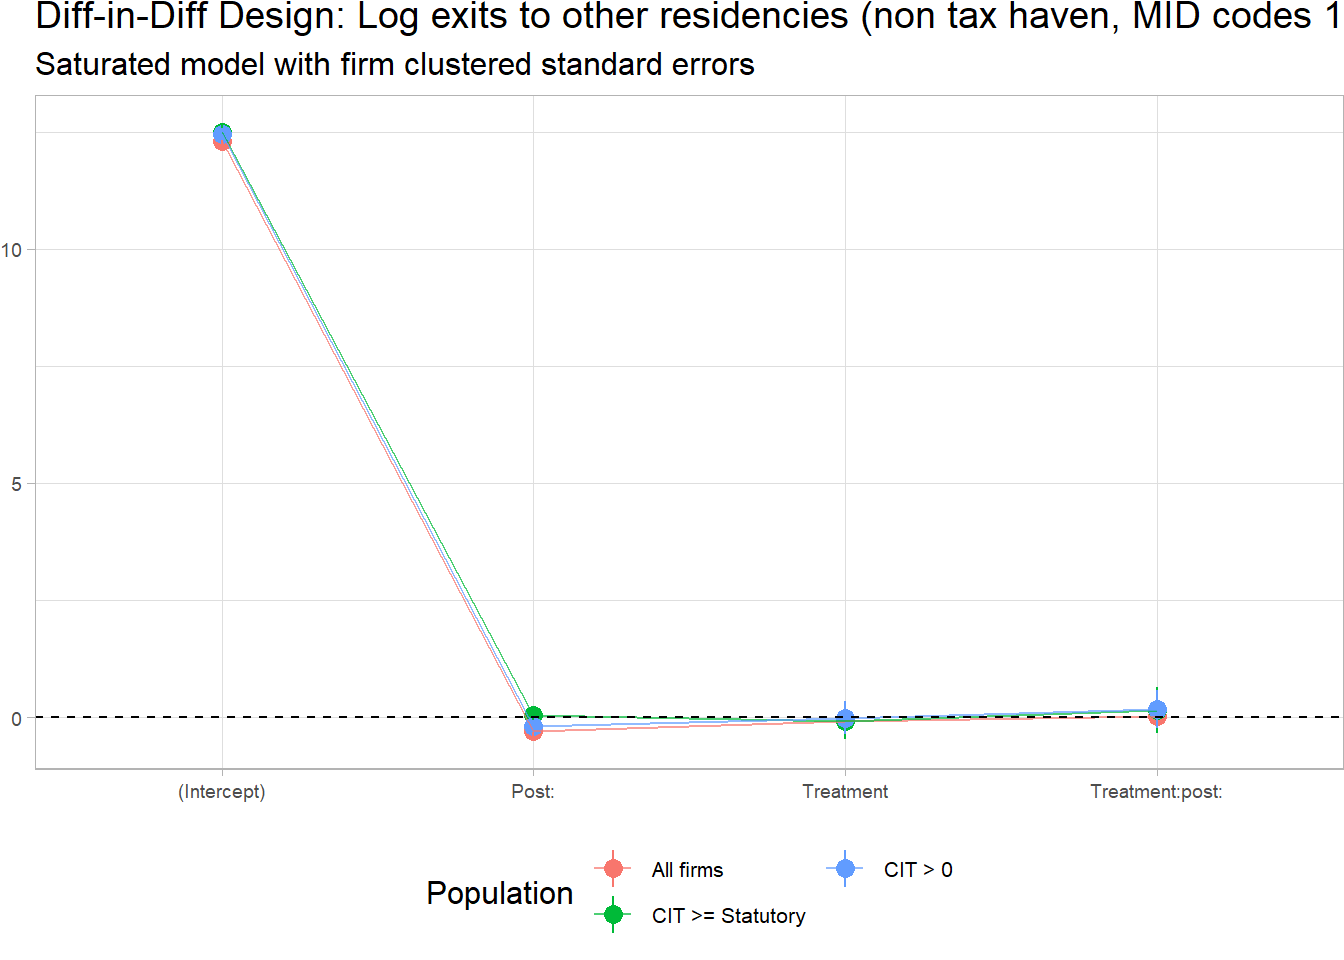 Diff-in-Diff Design: Log exits to other residencies (non tax haven, MID codes 1
Saturated model with firm clustered standard errors
10
5
0
(Intercept)
Post:
Treatment
Treatment:post:
Population
All firms
CIT > 0
CIT >= Statutory